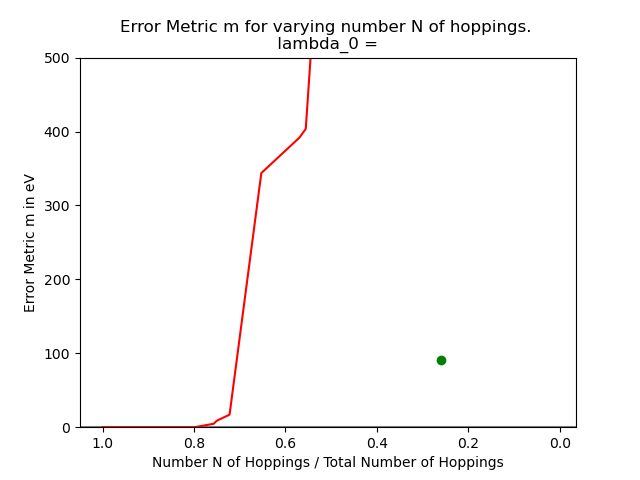 Error Metric m for varying number N of hoppings.
lambda_0 =
500
400
300
200
100
0
Error Metric m in eV
1.0 0.8 0.6 0.4 0.2 0.0
Number N of Hoppings / Total Number of Hoppings